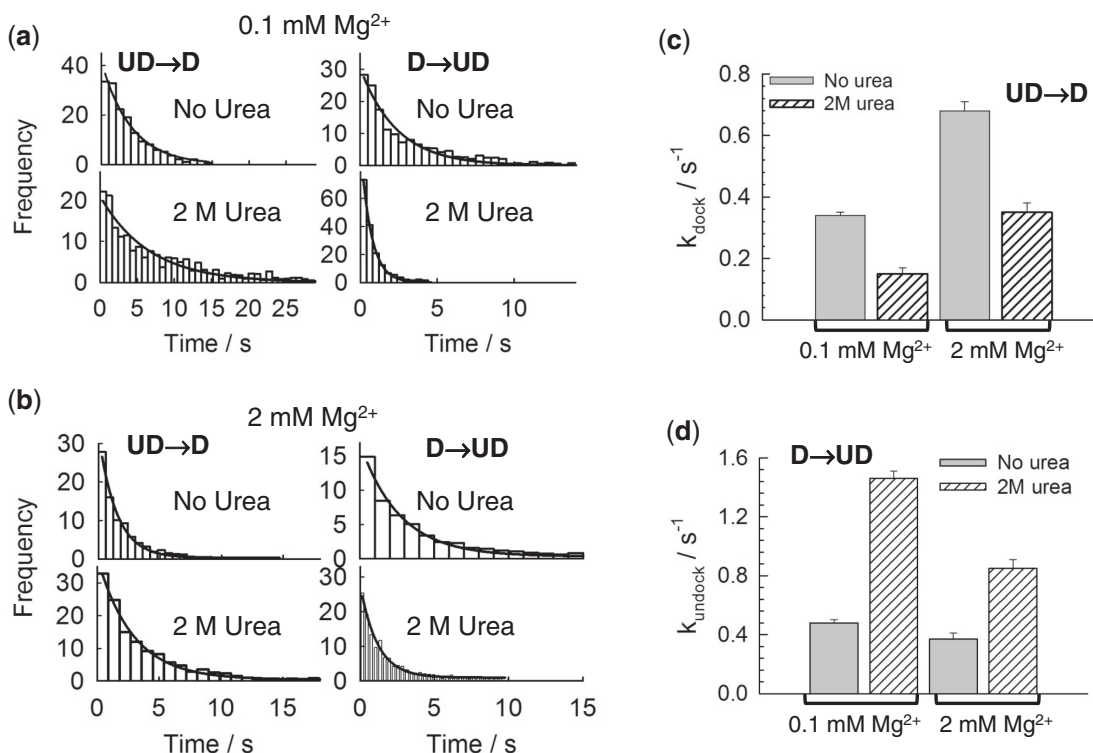 (a)
0.1 mM Mg²⁺
UD→D
No Urea
40
20
0
D→UD
No Urea
30
20
10
0
Frequency
2 M Urea
20
10
0
0 5 10 15 20 25
Time / s
2 M Urea
60
40
20
0
0 5 10
Time / s
(b)
2 mM Mg²⁺
UD→D
No Urea
30
20
10
0
D→UD
No Urea
15
10
5
0
Frequency
2 M Urea
30
20
10
0
0 5 10 15
Time / s
2 M Urea
30
20
10
0
0 5 10 15
Time / s
(c)
No urea
2M urea
UD→D
k_dock / s⁻¹
0.6
0.4
0.2
0.0
0.1 mM Mg²⁺ 2 mM Mg²⁺
(d)
D→UD
No urea
2M urea
k_undock / s⁻¹
1.6
1.2
0.8
0.4
0.0
0.1 mM Mg²⁺ 2 mM Mg²⁺